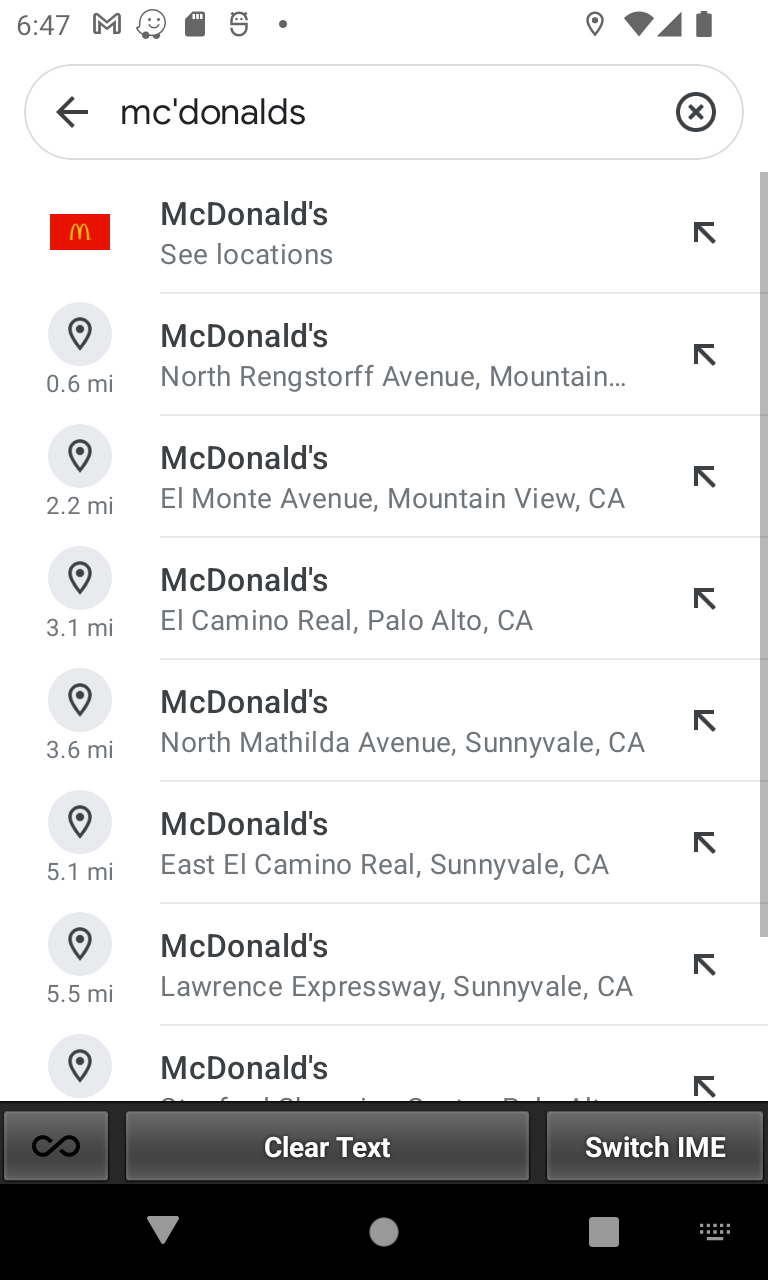 6:47
mc'donalds
McDonald's
See locations
McDonald's
0.6 mi
North Rengstorff Avenue, Mountain...
McDonald's
2.2 mi
El Monte Avenue, Mountain View, CA
McDonald's
3.1 mi
El Camino Real, Palo Alto, CA
McDonald's
3.6 mi
North Mathilda Avenue, Sunnyvale, CA
McDonald's
5.1 mi
East El Camino Real, Sunnyvale, CA
McDonald's
5.5 mi
Lawrence Expressway, Sunnyvale, CA
McDonald's
Clear Text
Switch IME